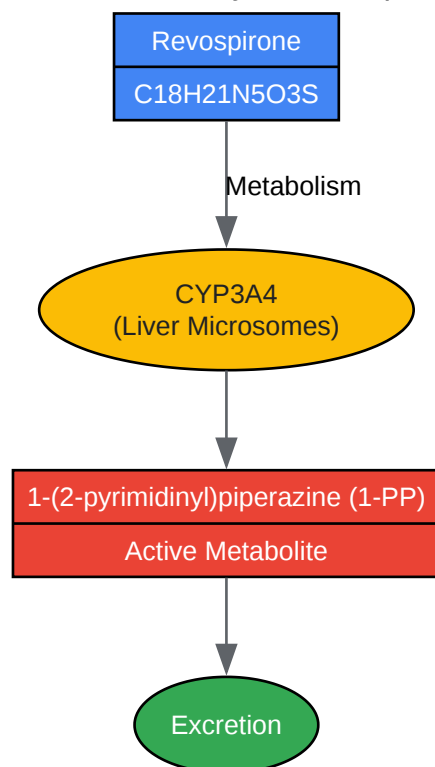 Revospirone
C18H21N5O3S
Metabolism
CYP3A4
(Liver Microsomes)
1-(2-pyrimidinyl)piperazine (1-PP)
Active Metabolite
Excretion